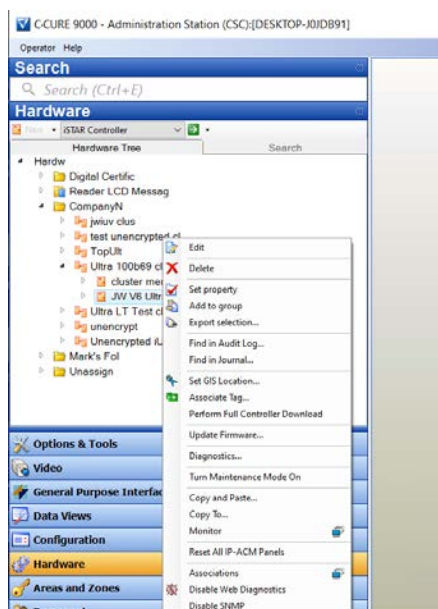 C•CURE 9000 - Administration Station (CSC):[DESKTOP-J0JDB91]
Operator Help
Search
Search (Ctrl+E)
Hardware
New iSTAR Controller
Hardware Tree Search
Hardw
Digital Certific
Reader LCD Messag
CompanyN
jwiuv clus
test unencrypted cl
TopUlt
Ultra 100b69 cl
cluster mem
JW V6 Ultr
Ultra LT Test cl
unencrypt
Unencrypted iU
Mark's Fol
Unassign
Edit
Delete
Set property
Add to group
Export selection...
Find in Audit Log...
Find in Journal...
Set GIS Location...
Associate Tag...
Perform Full Controller Download
Update Firmware...
Diagnostics...
Turn Maintenance Mode On
Copy and Paste...
Copy To...
Monitor
Reset All IP-ACM Panels
Associations
Disable Web Diagnostics
Disable SNMP
Options & Tools
Video
General Purpose Interfac
Data Views
Configuration
Hardware
Areas and Zones